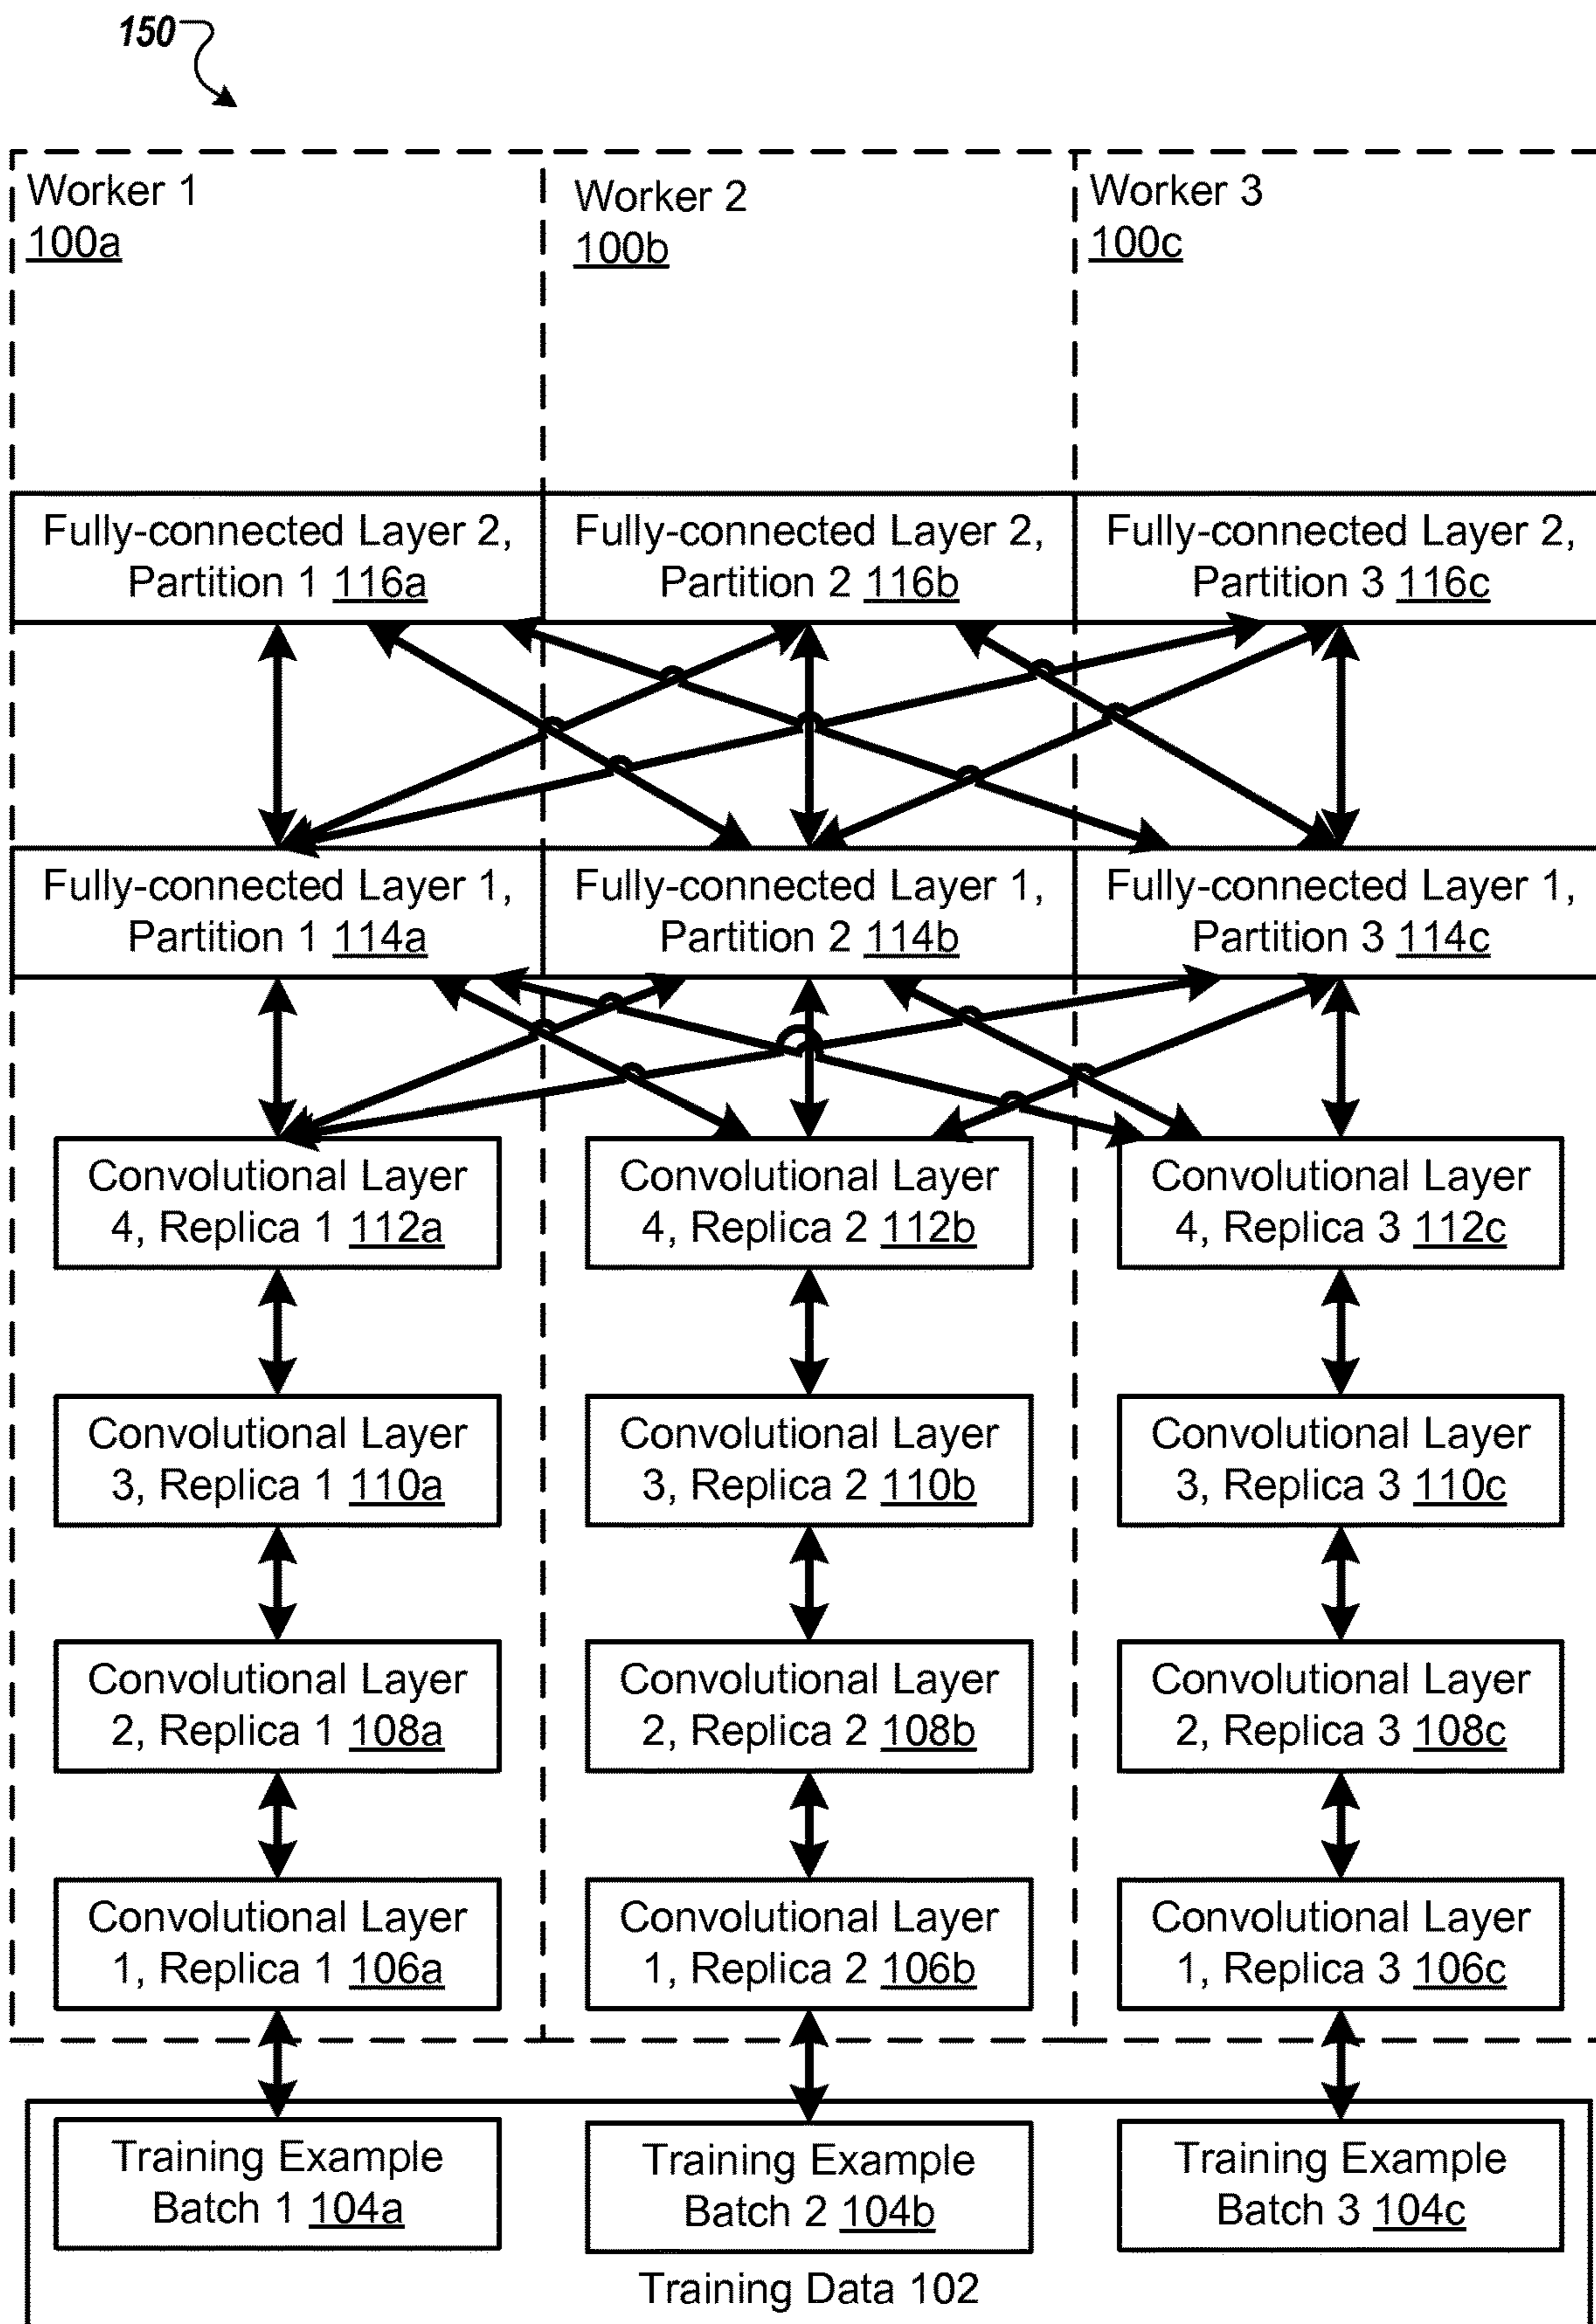 150
Worker 1
100a
Worker 2
100b
Worker 3
100c
Fully-connected Layer 2,
Partition 1 116a
Fully-connected Layer 2,
Partition 2 116b
Fully-connected Layer 2,
Partition 3 116c
Fully-connected Layer 1,
Partition 1 114a
Fully-connected Layer 1,
Partition 2 114b
Fully-connected Layer 1,
Partition 3 114c
Convolutional Layer
4, Replica 1 112a
Convolutional Layer
4, Replica 2 112b
Convolutional Layer
4, Replica 3 112c
Convolutional Layer
3, Replica 1 110a
Convolutional Layer
3, Replica 2 110b
Convolutional Layer
3, Replica 3 110c
Convolutional Layer
2, Replica 1 108a
Convolutional Layer
2, Replica 2 108b
Convolutional Layer
2, Replica 3 108c
Convolutional Layer
1, Replica 1 106a
Convolutional Layer
1, Replica 2 106b
Convolutional Layer
1, Replica 3 106c
Training Example
Batch 1 104a
Training Example
Batch 2 104b
Training Example
Batch 3 104c
Training Data 102